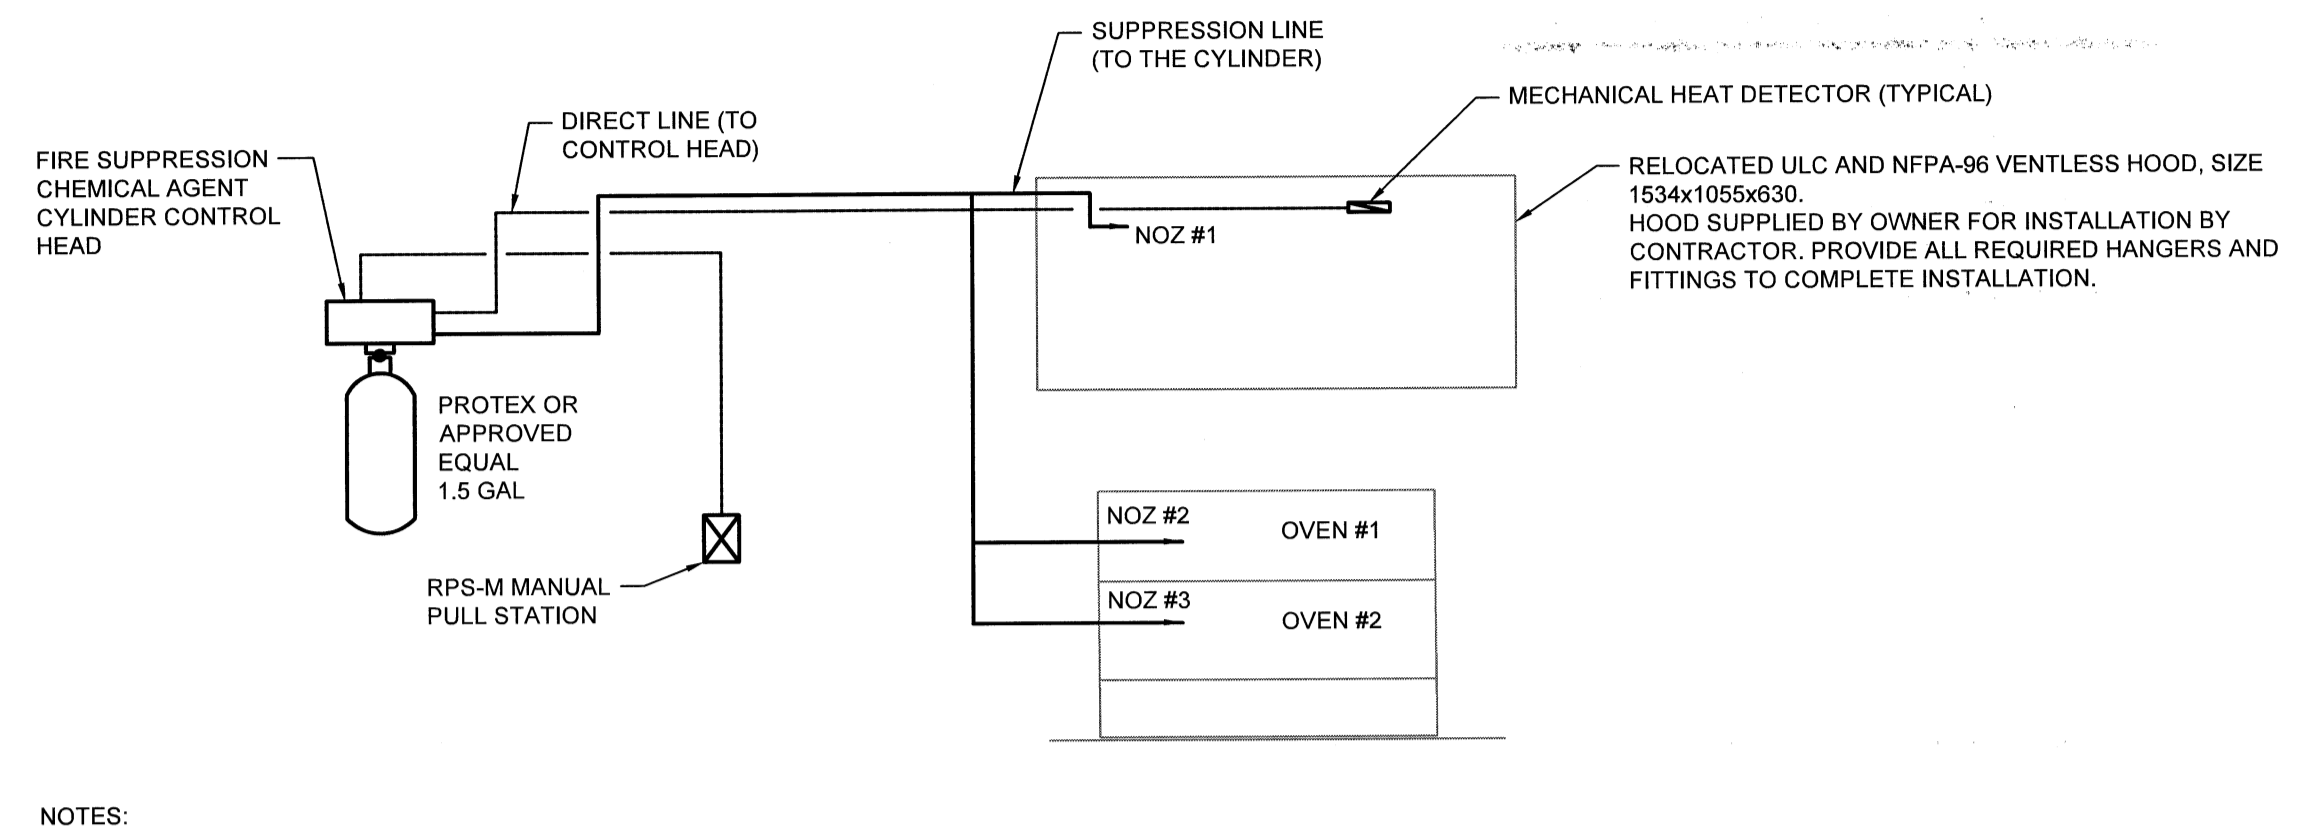 SUPPRESSION LINE
(TO THE CYLINDER)
MECHANICAL HEAT DETECTOR (TYPICAL)
DIRECT LINE (TO
CONTROL HEAD)
FIRE SUPPRESSION
CHEMICAL AGENT
CYLINDER CONTROL
HEAD
RELOCATED ULC AND NFPA-96 VENTLESS HOOD, SIZE
1534x1055x630.
HOOD SUPPLIED BY OWNER FOR INSTALLATION BY
CONTRACTOR. PROVIDE ALL REQUIRED HANGERS AND
FITTINGS TO COMPLETE INSTALLATION.
NOZ #1
PROTEX OR
APPROVED
EQUAL
1.5 GAL
NOZ #2
OVEN #1
RPS-M MANUAL
PULL STATION
NOZ #3
OVEN #2
NOTES: